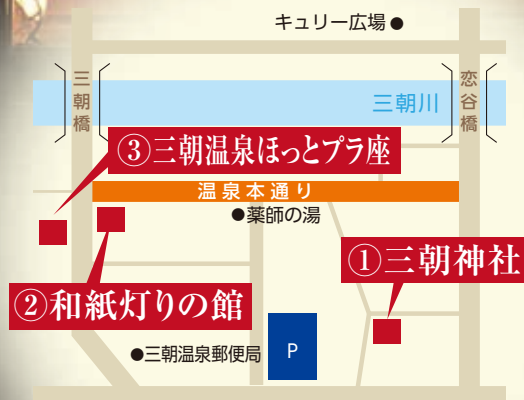 キュリー広場●
三朝橋
恋谷橋
三朝川
③三朝温泉ほっとプラ座
温泉本通り
●薬師の湯
①三朝神社
②和紙灯りの館
●三朝温泉郵便局
P